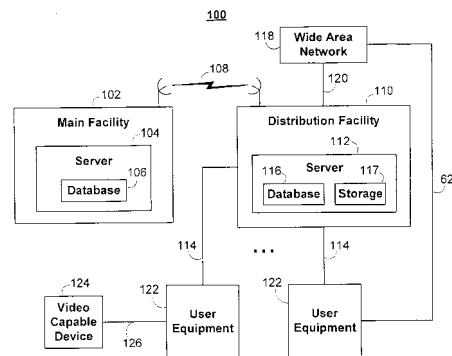 100
118
Wide Area
Network
108
120
102
110
Main Facility
104
Server
106
Database
Distribution Facility
112
Server
116
117
Database
Storage
62
114
...
114
124
Video
Capable
Device
126
122
User
Equipment
122
User
Equipment